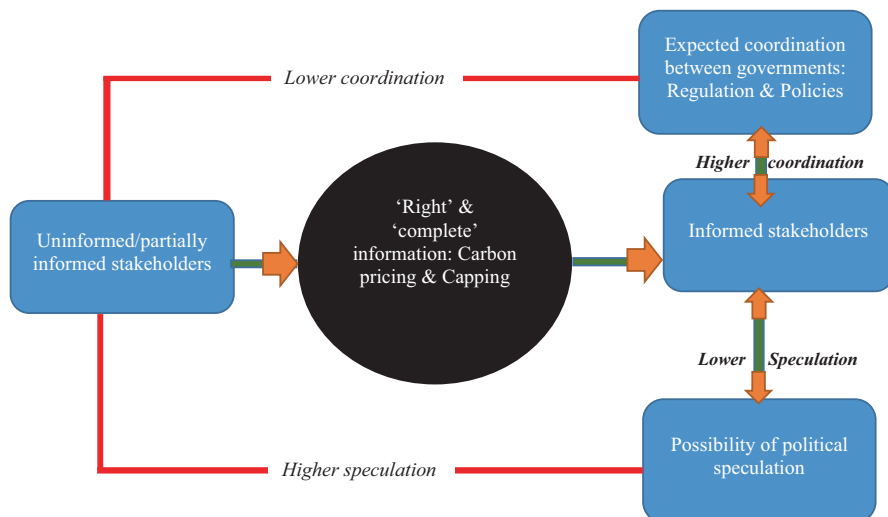 Expected coordination
between governments:
Regulation & Policies
Lower coordination
Higher coordination
‘Right’ &
‘complete’
information: Carbon
pricing & Capping
Uninformed/partially
informed stakeholders
Informed stakeholders
Lower Speculation
Possibility of political
speculation
Higher speculation